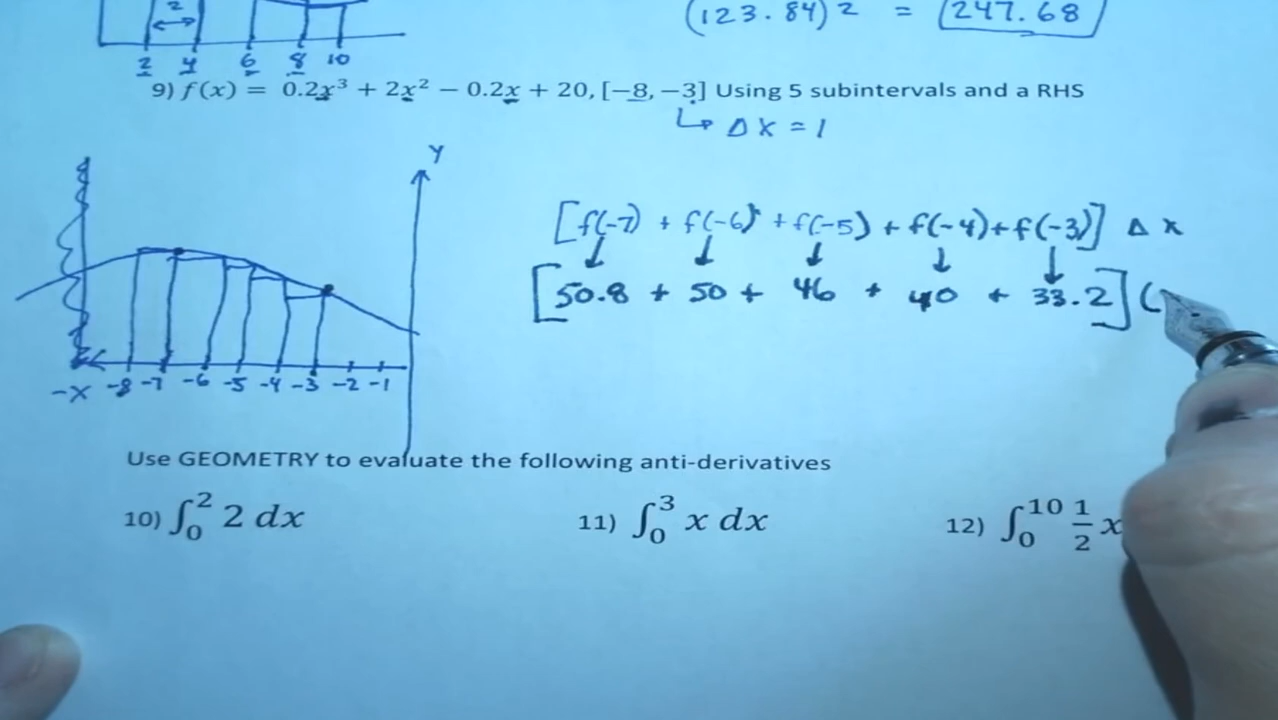 2
(123.84)2 = 247.68
2 4 6 8 10
9) f(x) = 0.2x³ + 2x² − 0.2x + 20, [−8, −3] Using 5 subintervals and a RHS
↳ Δx = 1
Y
[f(-7) + f(-6) + f(-5) + f(-4) + f(-3)] Δx
[50.8 + 50 + 46 + 40 + 33.2] (
-X -8 -7 -6 -5 -4 -3 -2 -1
Use GEOMETRY to evaluate the following anti-derivatives
10) ∫₀² 2 dx 11) ∫₀³ x dx 12) ∫₀¹⁰ 1/2 x